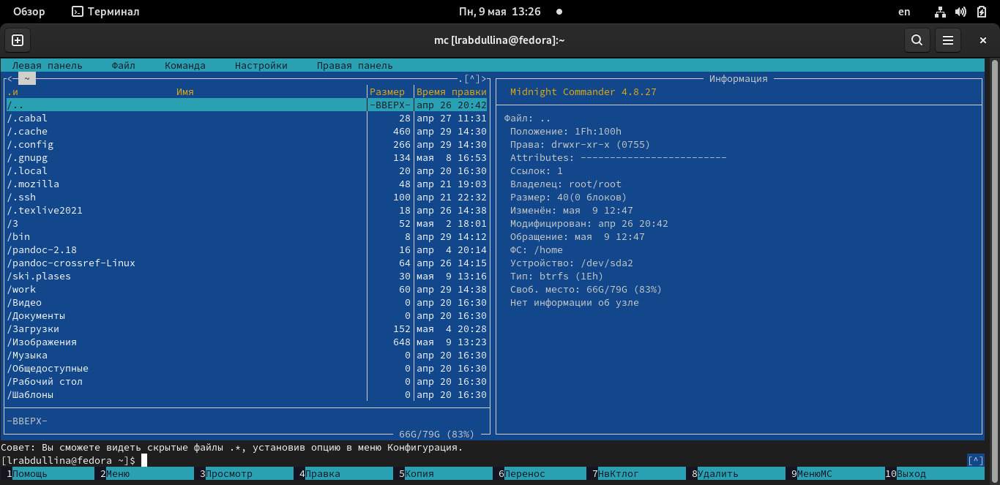 Обзор Терминал Пн, 9 мая 13:26 en
mc [lrabdullina@fedora]:~
Левая панель Файл Команда Настройки Правая панель
<─ ~ .[^]>
.и Имя Размер Время правки
/.. -ВВЕРХ- апр 26 20:42
/.cabal 28 апр 27 11:31
/.cache 460 апр 29 14:30
/.config 266 апр 29 14:30
/.gnupg 134 мая 8 16:53
/.local 20 апр 20 16:30
/.mozilla 48 апр 21 19:03
/.ssh 100 апр 21 22:32
/.texlive2021 18 апр 26 14:38
/3 52 мая 2 18:01
/bin 8 апр 29 14:12
/pandoc-2.18 16 апр 4 20:14
/pandoc-crossref-Linux 64 апр 26 14:15
/ski.plases 30 мая 9 13:16
/work 60 апр 29 14:38
/Видео 0 апр 20 16:30
/Документы 0 апр 20 16:30
/Загрузки 152 мая 4 20:28
/Изображения 648 мая 9 13:23
/Музыка 0 апр 20 16:30
/Общедоступные 0 апр 20 16:30
/Рабочий стол 0 апр 20 16:30
/Шаблоны 0 апр 20 16:30
-ВВЕРХ-
66G/79G (83%)
Информация
Midnight Commander 4.8.27
Файл: ..
Положение: 1Fh:100h
Права: drwxr-xr-x (0755)
Attributes: -------------------------
Ссылок: 1
Владелец: root/root
Размер: 40(0 блоков)
Изменён: мая 9 12:47
Модифицирован: апр 26 20:42
Обращение: мая 9 12:47
ФС: /home
Устройство: /dev/sda2
Тип: btrfs (1Eh)
Своб. место: 66G/79G (83%)
Нет информации об узле
Совет: Вы сможете видеть скрытые файлы .*, установив опцию в меню Конфигурация.
[lrabdullina@fedora ~]$ [^]
1Помощь 2Меню 3Просмотр 4Правка 5Копия 6Перенос 7НвКтлог 8Удалить 9МенюMC 10Выход